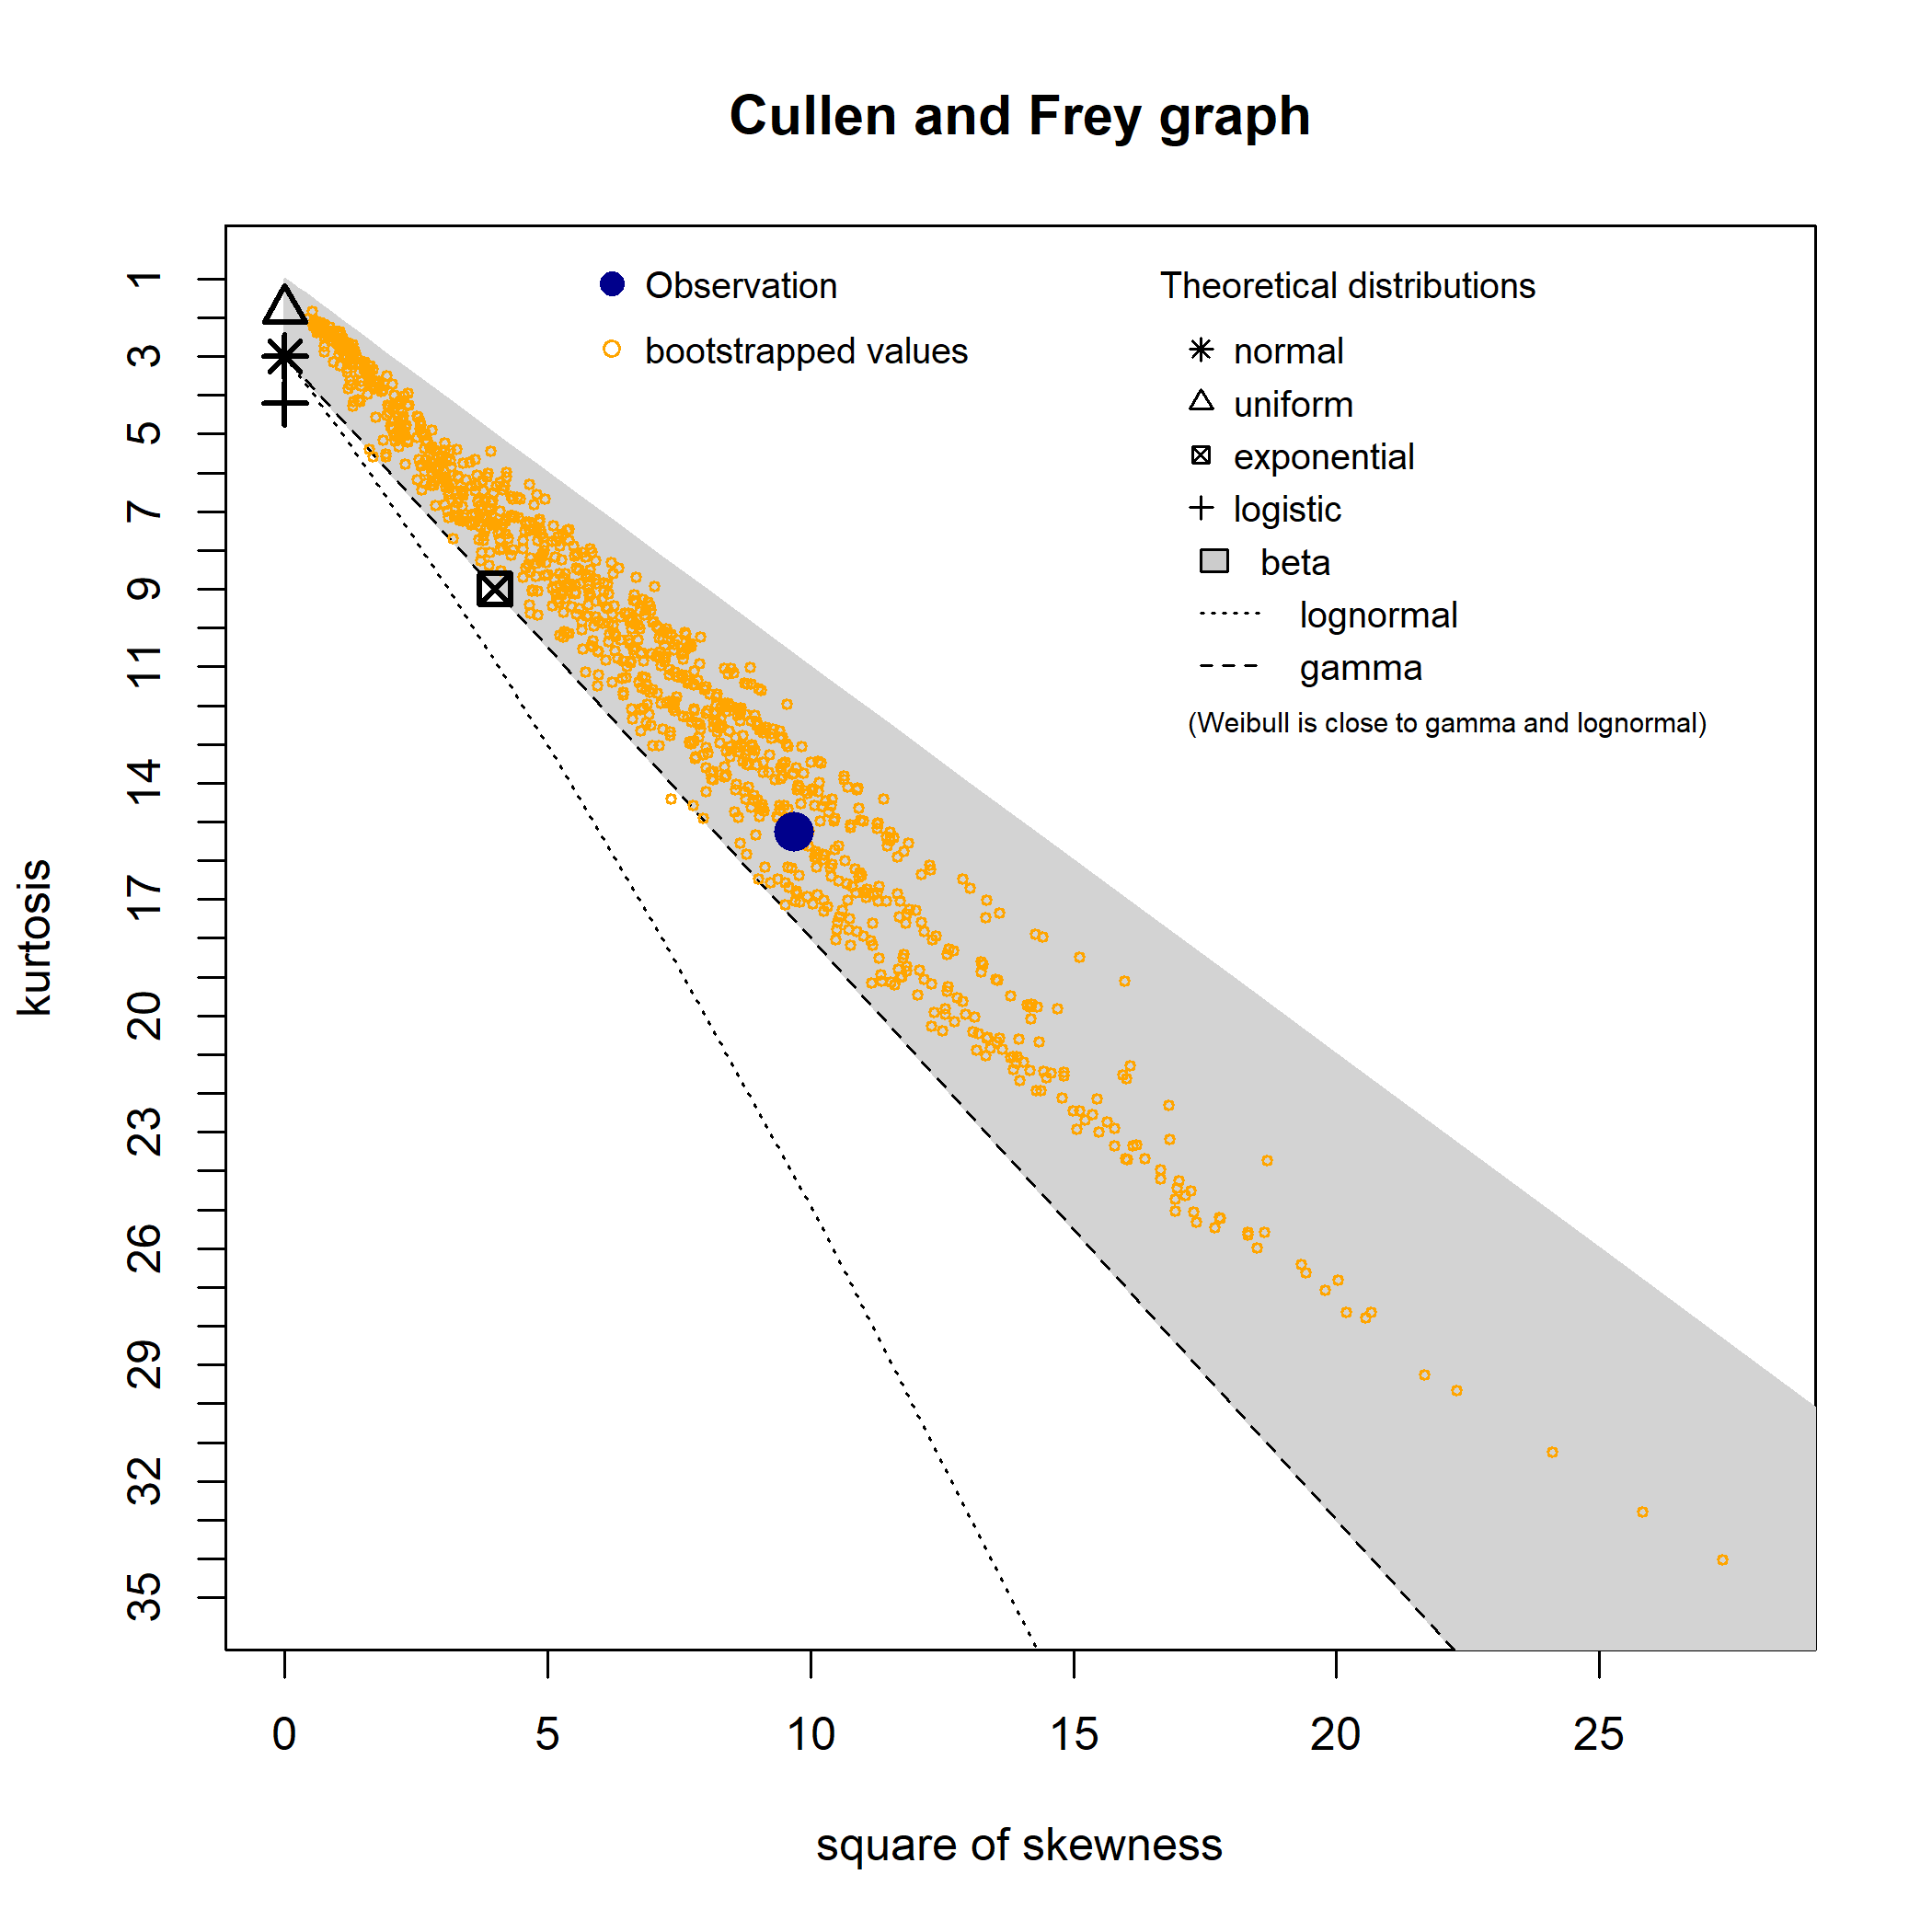 Cullen and Frey graph
Observation
bootstrapped values
Theoretical distributions
normal
uniform
exponential
logistic
beta
lognormal
gamma
(Weibull is close to gamma and lognormal)
kurtosis
1
3
5
7
9
11
14
17
20
23
26
29
32
35
0 5 10 15 20 25
square of skewness